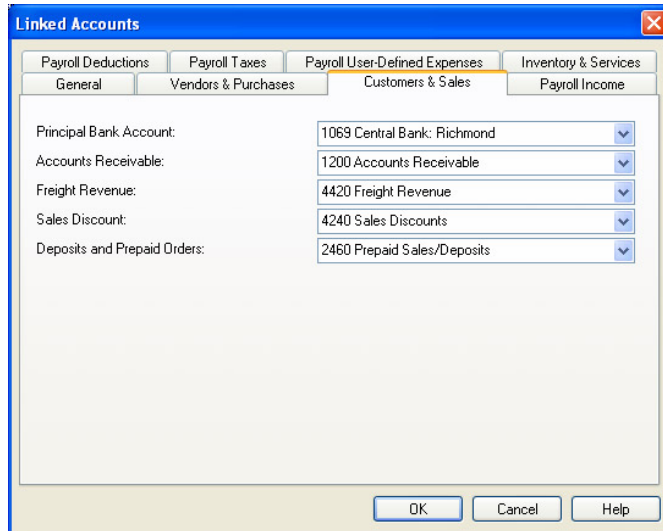 Linked Accounts
Payroll Deductions Payroll Taxes Payroll User-Defined Expenses Inventory & Services
General Vendors & Purchases Customers & Sales Payroll Income
Principal Bank Account: 1069 Central Bank: Richmond
Accounts Receivable: 1200 Accounts Receivable
Freight Revenue: 4420 Freight Revenue
Sales Discount: 4240 Sales Discounts
Deposits and Prepaid Orders: 2460 Prepaid Sales/Deposits
OK Cancel Help